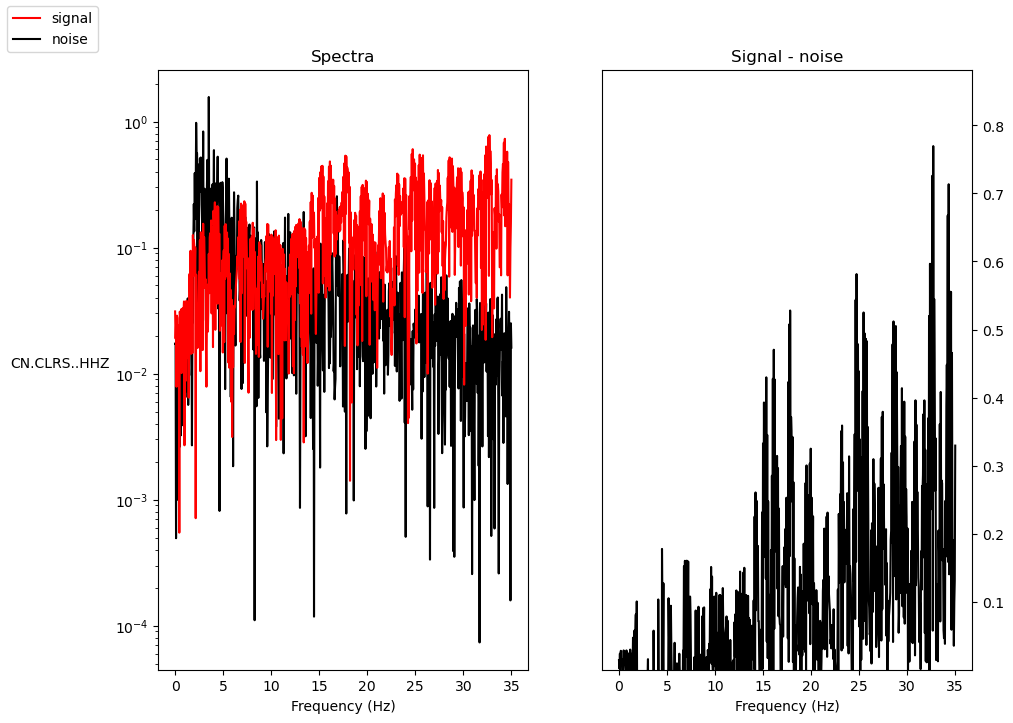 signal
noise
Spectra
Signal - noise
CN.CLRS..HHZ
10^0
10^-1
10^-2
10^-3
10^-4
0.8
0.7
0.6
0.5
0.4
0.3
0.2
0.1
0 5 10 15 20 25 30 35
0 5 10 15 20 25 30 35
Frequency (Hz)
Frequency (Hz)